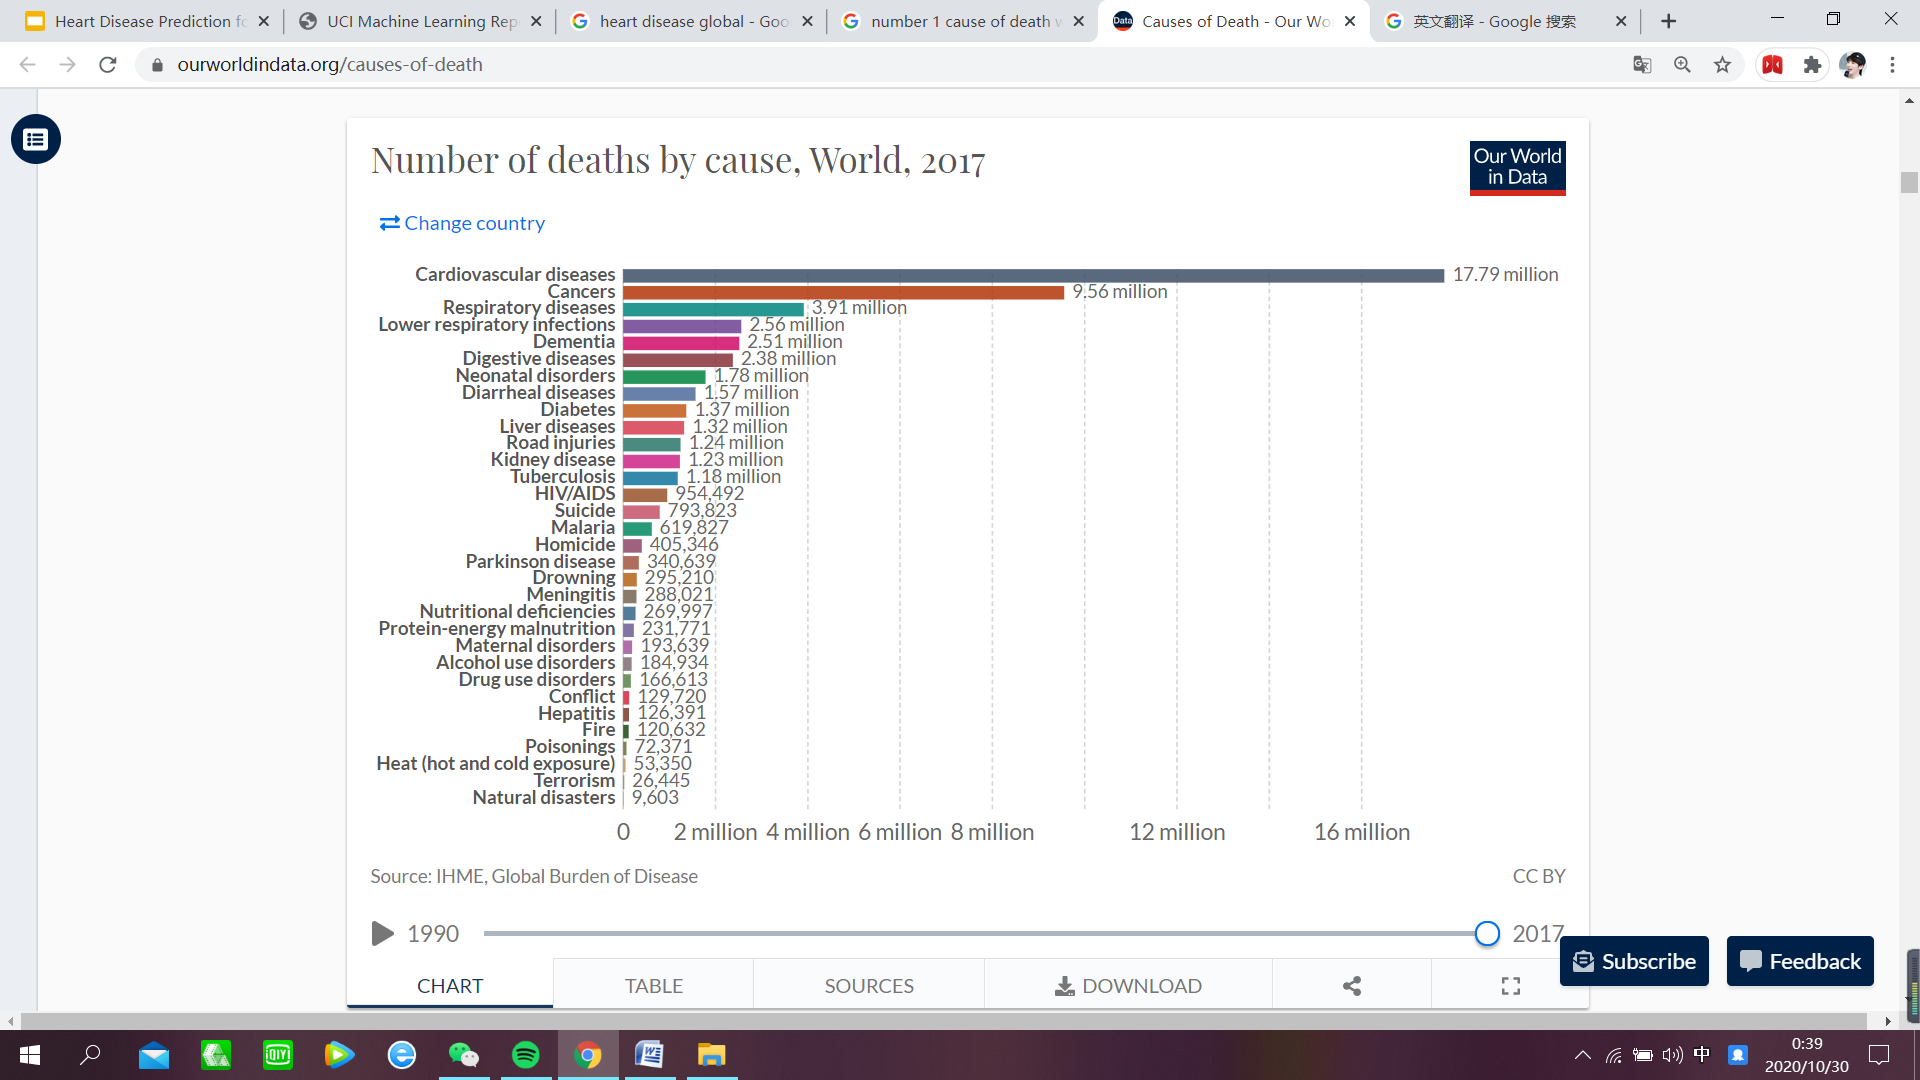 Heart Disease Prediction fo
UCI Machine Learning Rep
heart disease global - Goo
number 1 cause of death w
Causes of Death - Our Wo
英文翻译 - Google 搜索
ourworldindata.org/causes-of-death
Number of deaths by cause, World, 2017
Our World
in Data
Change country
Cardiovascular diseases 17.79 million
Cancers 9.56 million
Respiratory diseases 3.91 million
Lower respiratory infections 2.56 million
Dementia 2.51 million
Digestive diseases 2.38 million
Neonatal disorders 1.78 million
Diarrheal diseases 1.57 million
Diabetes 1.37 million
Liver diseases 1.32 million
Road injuries 1.24 million
Kidney disease 1.23 million
Tuberculosis 1.18 million
HIV/AIDS 954,492
Suicide 793,823
Malaria 619,827
Homicide 405,346
Parkinson disease 340,639
Drowning 295,210
Meningitis 288,021
Nutritional deficiencies 269,997
Protein-energy malnutrition 231,771
Maternal disorders 193,639
Alcohol use disorders 184,934
Drug use disorders 166,613
Conflict 129,720
Hepatitis 126,391
Fire 120,632
Poisonings 72,371
Heat (hot and cold exposure) 53,350
Terrorism 26,445
Natural disasters 9,603
0 2 million 4 million 6 million 8 million 12 million 16 million
Source: IHME, Global Burden of Disease
CC BY
1990
2017
Subscribe
Feedback
CHART
TABLE
SOURCES
DOWNLOAD
中
0:39
2020/10/30